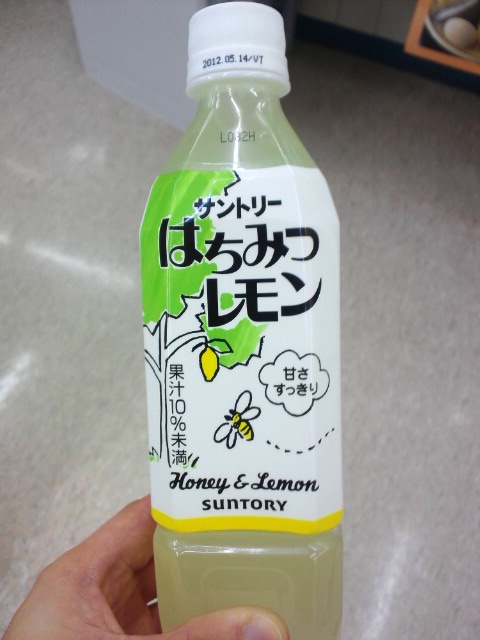 2012.05.14/VT
L082H
サントリー
はちみつ
レモン
甘さ
すっきり
果汁10%未満
Honey & Lemon
SUNTORY